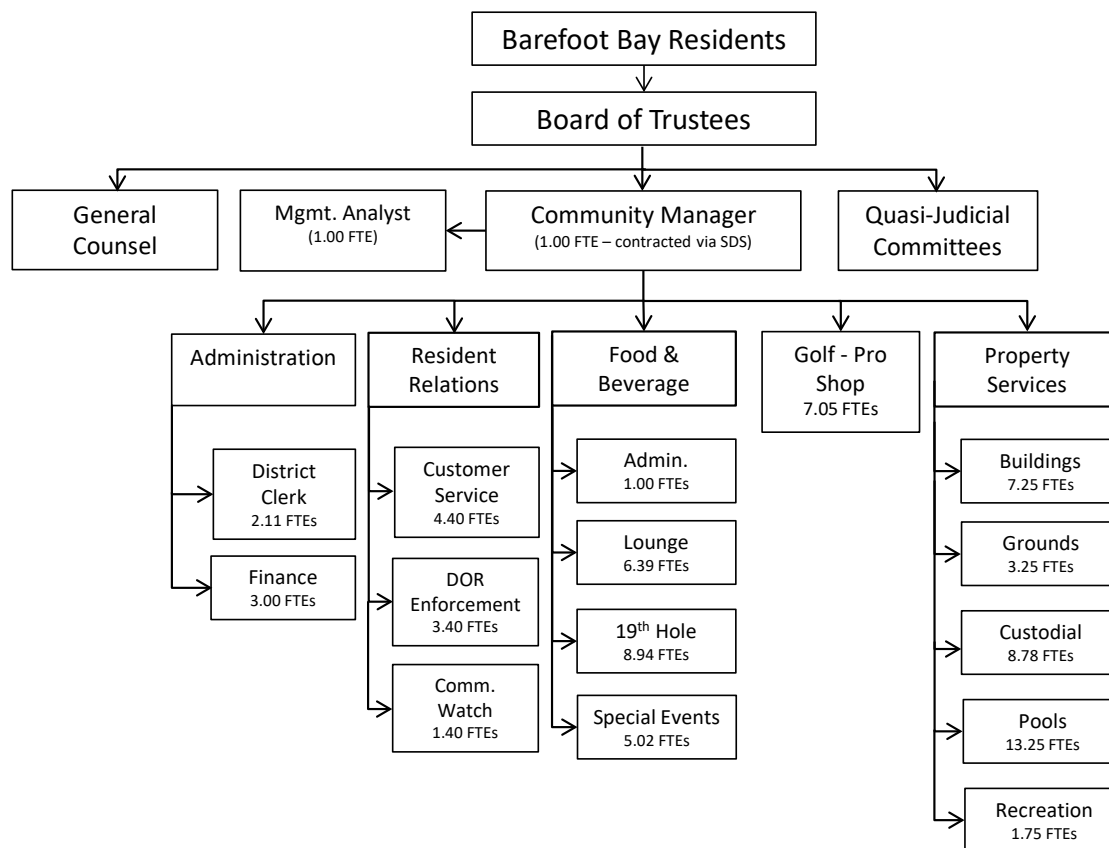 Barefoot Bay Residents
Board of Trustees
General
Counsel
Mgmt. Analyst
(1.00 FTE)
Community Manager
(1.00 FTE – contracted via SDS)
Quasi-Judicial
Committees
Administration
District
Clerk
2.11 FTEs
Finance
3.00 FTEs
Resident
Relations
Customer
Service
4.40 FTEs
DOR
Enforcement
3.40 FTEs
Comm.
Watch
1.40 FTEs
Food &
Beverage
Admin.
1.00 FTEs
Lounge
6.39 FTEs
19th Hole
8.94 FTEs
Special Events
5.02 FTEs
Golf - Pro
Shop
7.05 FTEs
Property
Services
Buildings
7.25 FTEs
Grounds
3.25 FTEs
Custodial
8.78 FTEs
Pools
13.25 FTEs
Recreation
1.75 FTEs